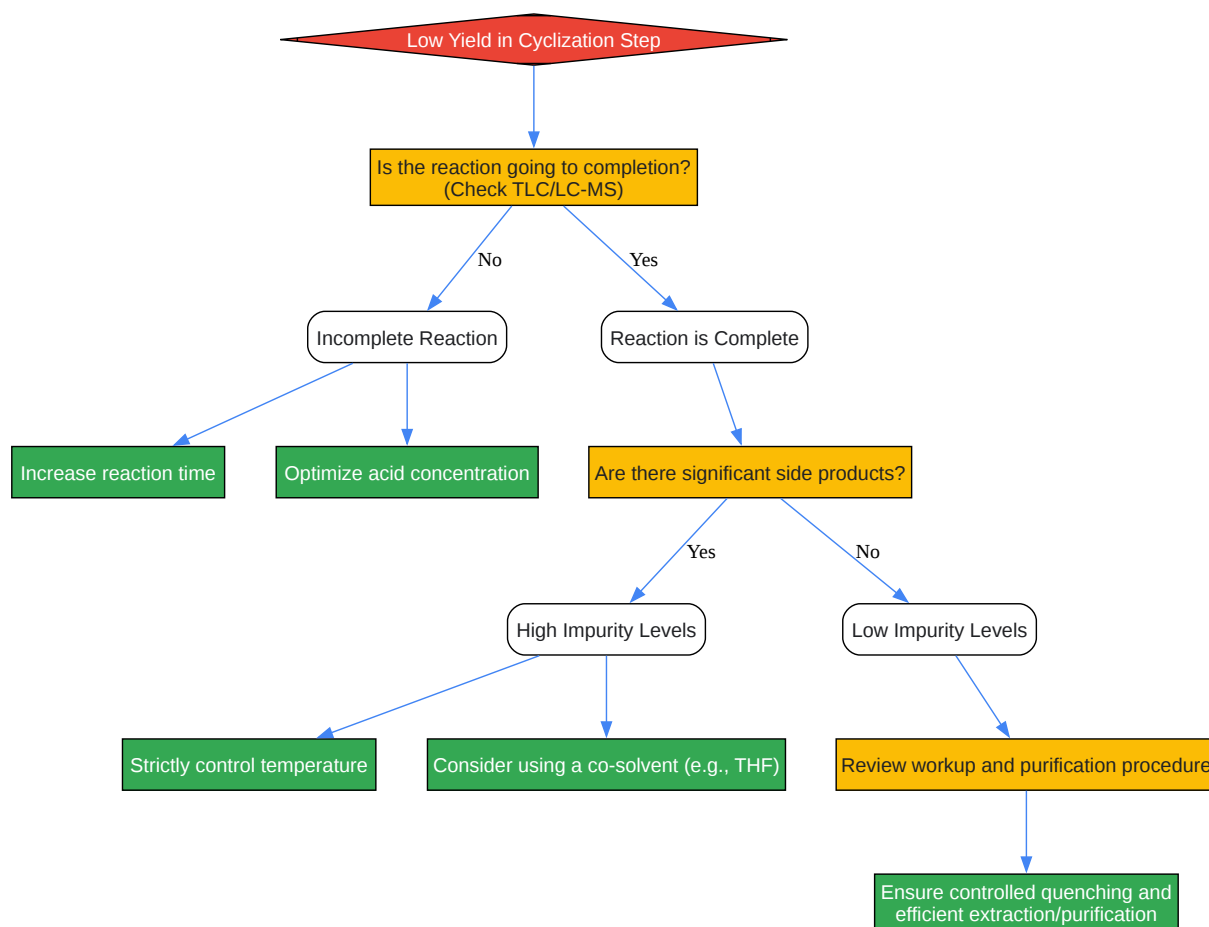 Low Yield in Cyclization Step
Is the reaction going to completion?
(Check TLC/LC-MS)
No
Yes
Incomplete Reaction
Reaction is Complete
Increase reaction time
Optimize acid concentration
Are there significant side products?
Yes
No
High Impurity Levels
Low Impurity Levels
Strictly control temperature
Consider using a co-solvent (e.g., THF)
Review workup and purification procedure
Ensure controlled quenching and
efficient extraction/purification